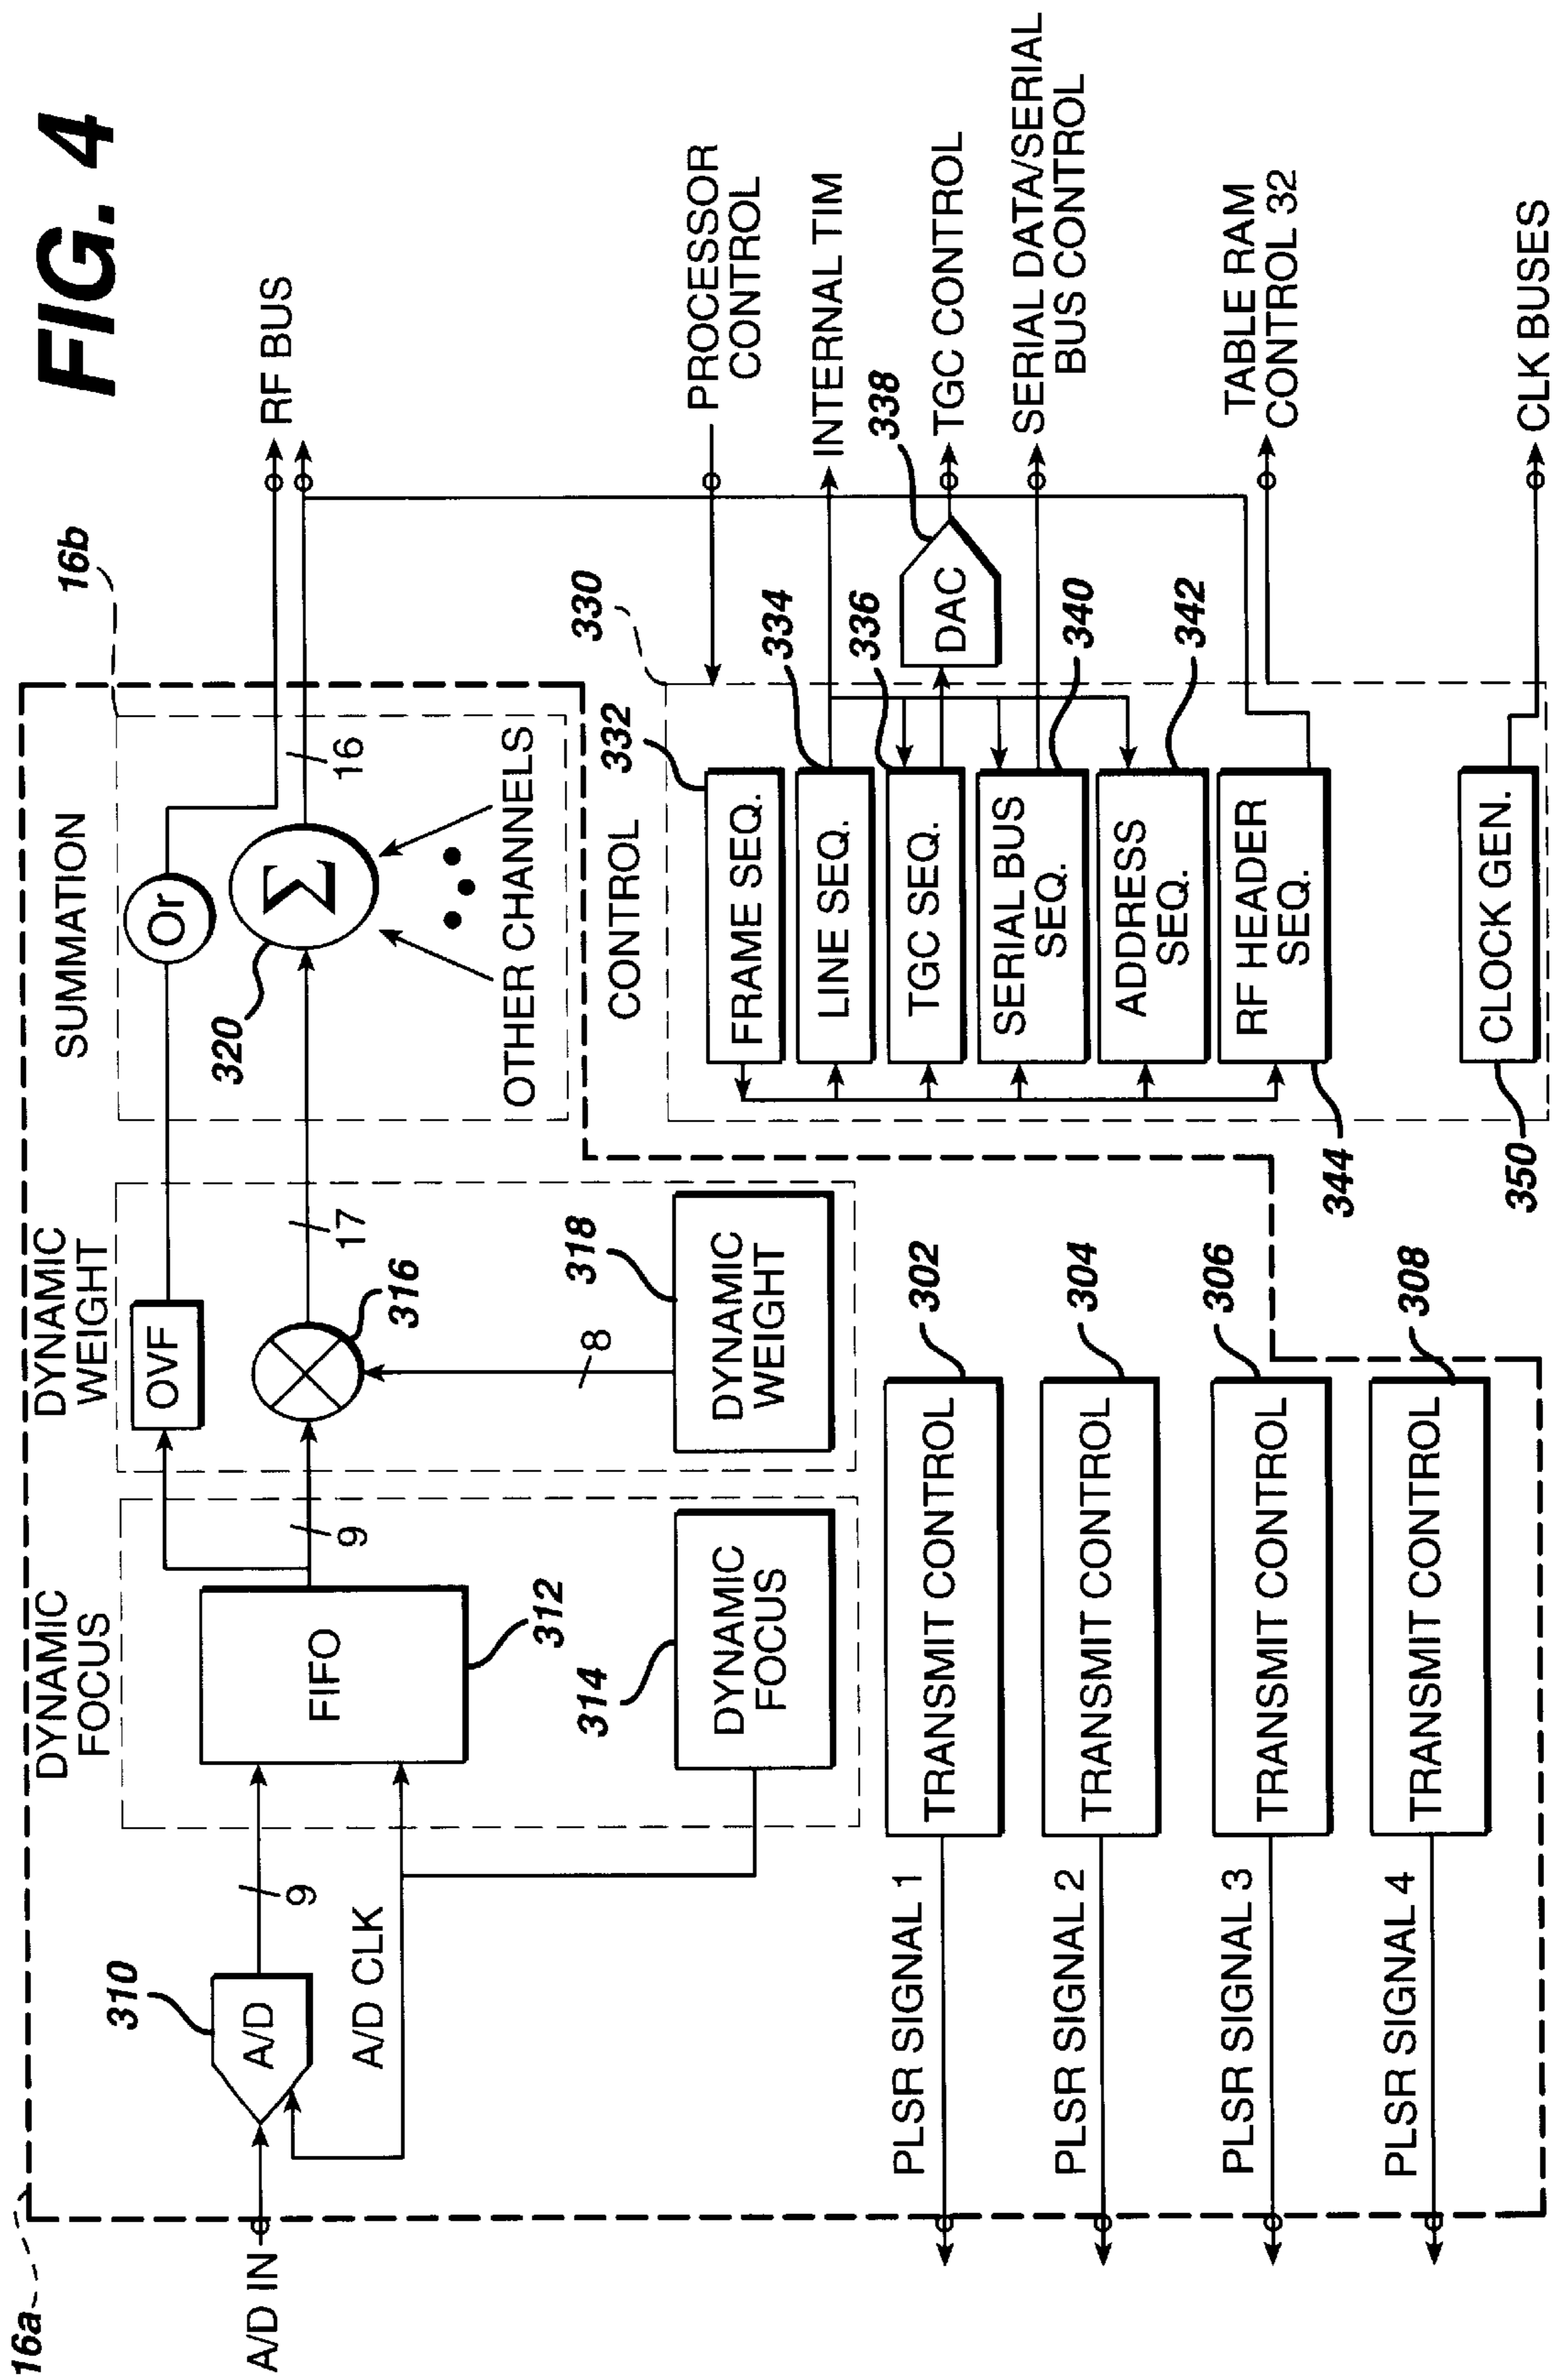 FIG. 4
16a
16b
DYNAMIC
FOCUS
DYNAMIC
WEIGHT
SUMMATION
RF BUS
A/D IN
310
A/D
9
A/D CLK
FIFO
312
9
314
DYNAMIC
FOCUS
OVF
316
17
8
318
DYNAMIC
WEIGHT
Or
320
Σ
16
OTHER CHANNELS
PLSR SIGNAL 1
TRANSMIT CONTROL
302
PLSR SIGNAL 2
TRANSMIT CONTROL
304
PLSR SIGNAL 3
TRANSMIT CONTROL
306
PLSR SIGNAL 4
TRANSMIT CONTROL
308
CONTROL
330
332
FRAME SEQ.
334
LINE SEQ.
336
TGC SEQ.
338
DAC
SERIAL BUS
SEQ.
340
ADDRESS
SEQ.
342
RF HEADER
SEQ.
344
CLOCK GEN.
350
PROCESSOR
CONTROL
INTERNAL TIM
TGC CONTROL
SERIAL DATA/SERIAL
BUS CONTROL
TABLE RAM
CONTROL 32
CLK BUSES